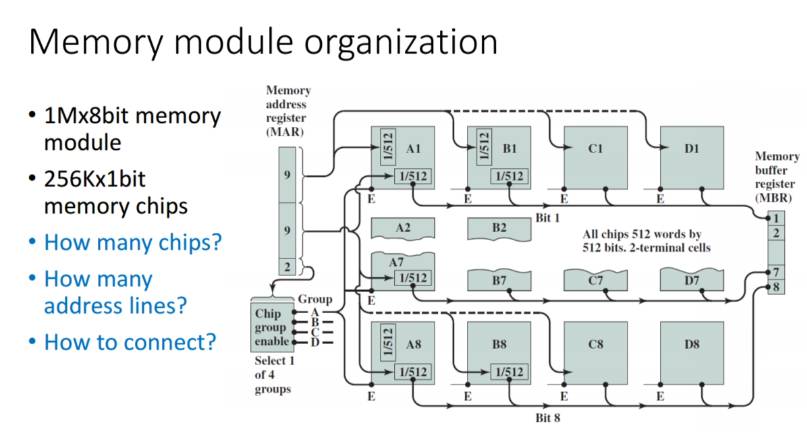 Memory module organization
• 1Mx8bit memory
module
• 256Kx1bit
memory chips
• How many chips?
• How many
address lines?
• How to connect?
Memory
address
register
(MAR)
9
9
2
1/512
A1
1/512
E
1/512
B1
1/512
E
C1
E
D1
E
Memory
buffer
register
(MBR)
1
2
7
8
Bit 1
A2
B2
All chips 512 words by
512 bits. 2-terminal cells
A7
1/512
E
B7
C7
D7
Group
A
B
C
D
Chip
group
enable
Select 1
of 4
groups
1/512
A8
1/512
E
B8
1/512
E
C8
E
D8
E
Bit 8